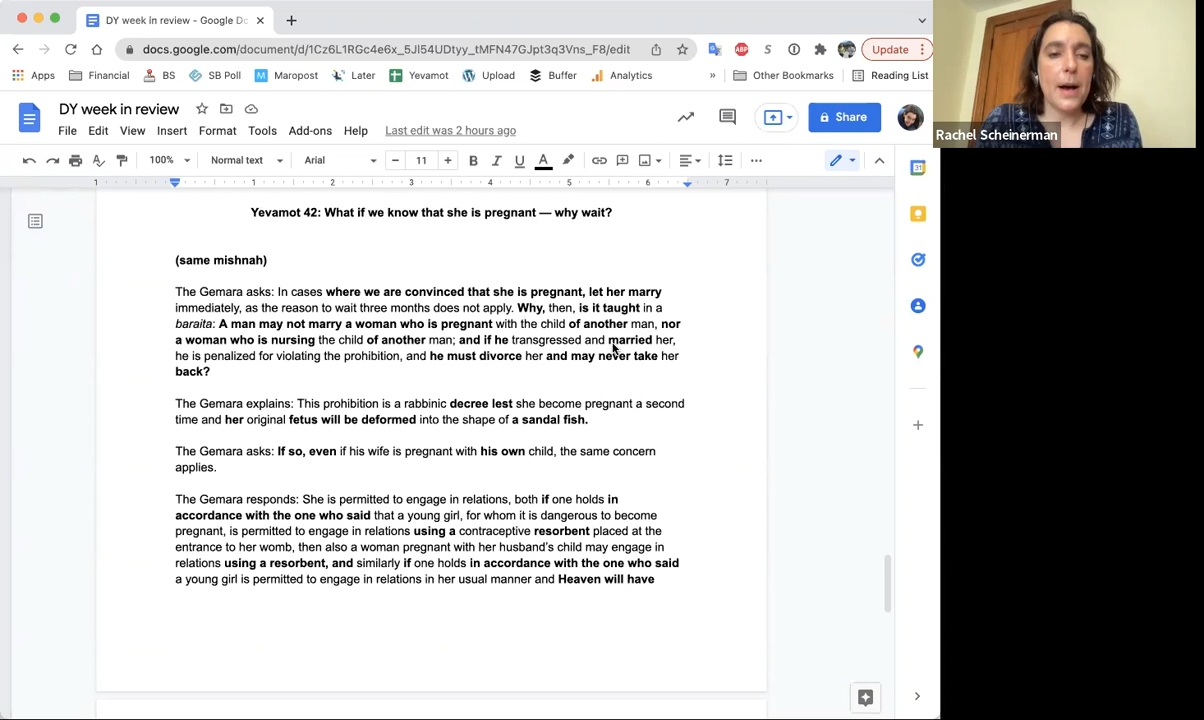 DY week in review - Google Dc
docs.google.com/document/d/1Cz6L1RGc4e6x_5Jl54UDtyy_tMFN47GJpt3q3Vns_F8/edit
ABP
Update
Apps Financial BS SB Poll Maropost Later Yevamot Upload Buffer Analytics » Other Bookmarks Reading List
DY week in review
File Edit View Insert Format Tools Add-ons Help Last edit was 2 hours ago
Share
Rachel Scheinerman
100% Normal text Arial 11 B I U A
1 1 2 3 4 5 6 7
Yevamot 42: What if we know that she is pregnant — why wait?
(same mishnah)
The Gemara asks: In cases where we are convinced that she is pregnant, let her marry
immediately, as the reason to wait three months does not apply. Why, then, is it taught in a
baraita: A man may not marry a woman who is pregnant with the child of another man, nor
a woman who is nursing the child of another man; and if he transgressed and married her,
he is penalized for violating the prohibition, and he must divorce her and may never take her
back?
The Gemara explains: This prohibition is a rabbinic decree lest she become pregnant a second
time and her original fetus will be deformed into the shape of a sandal fish.
The Gemara asks: If so, even if his wife is pregnant with his own child, the same concern
applies.
The Gemara responds: She is permitted to engage in relations, both if one holds in
accordance with the one who said that a young girl, for whom it is dangerous to become
pregnant, is permitted to engage in relations using a contraceptive resorbent placed at the
entrance to her womb, then also a woman pregnant with her husband's child may engage in
relations using a resorbent, and similarly if one holds in accordance with the one who said
a young girl is permitted to engage in relations in her usual manner and Heaven will have